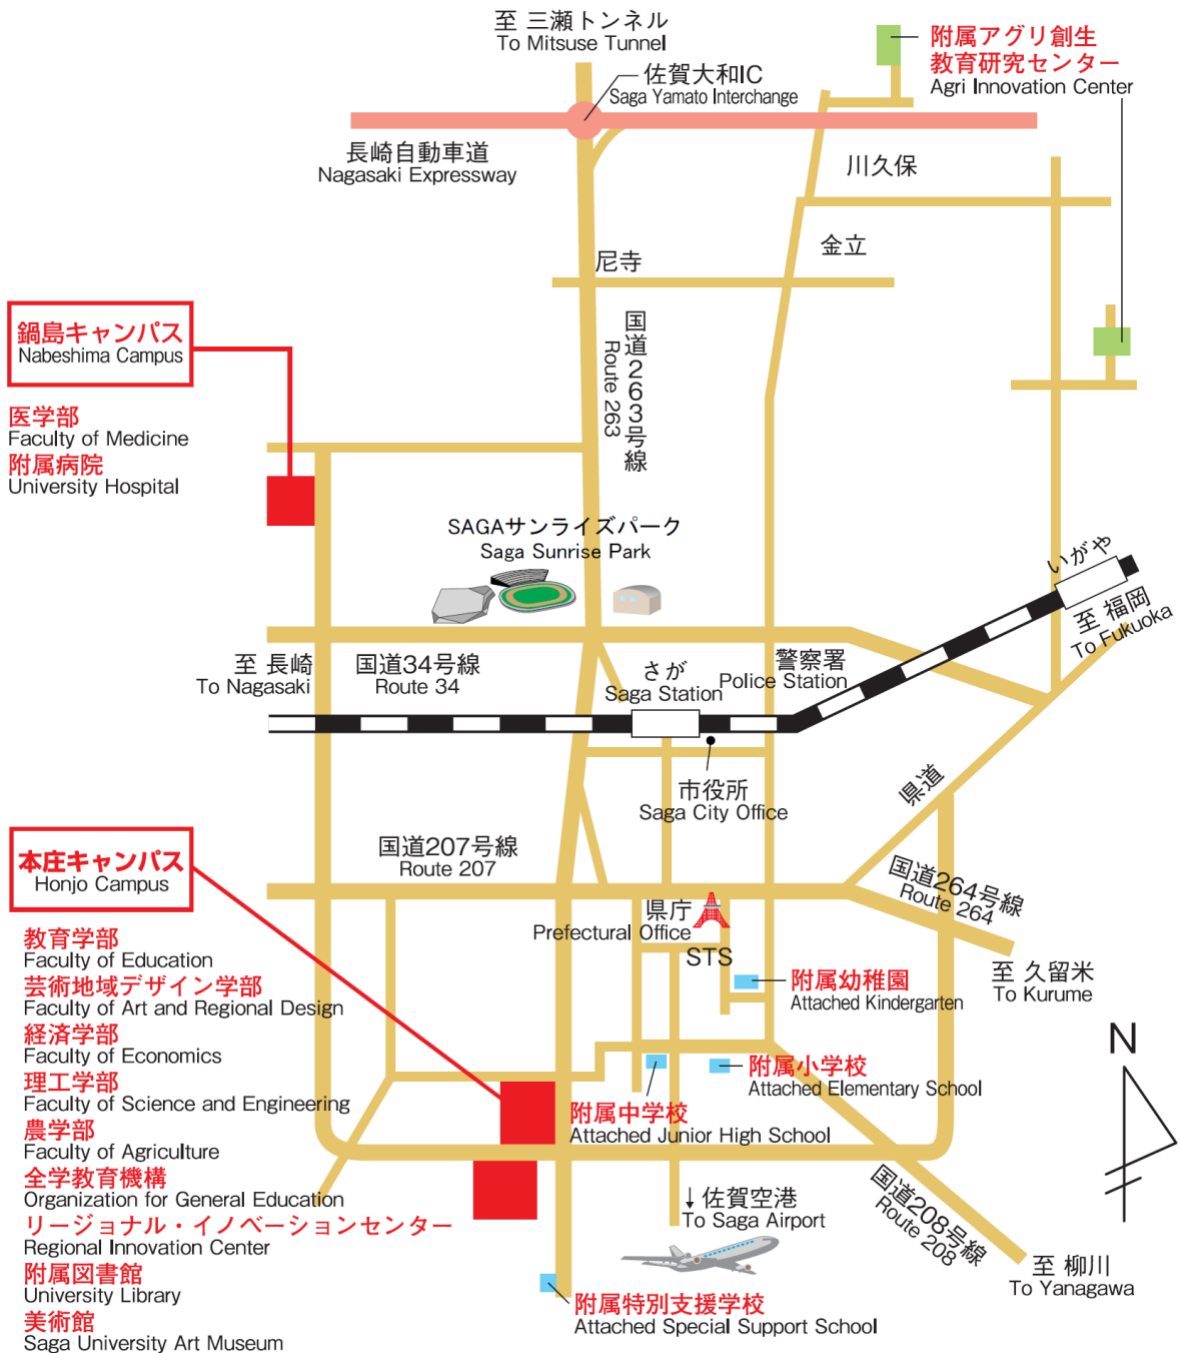 至 三瀬トンネル
To Mitsuse Tunnel
附属アグリ創生
教育研究センター
Agri Innovation Center
佐賀大和IC
Saga Yamato Interchange
長崎自動車道
Nagasaki Expressway
川久保
金立
尼寺
国道263号線
Route 263
鍋島キャンパス
Nabeshima Campus
医学部
Faculty of Medicine
附属病院
University Hospital
SAGAサンライズパーク
Saga Sunrise Park
いがや
至 福岡
To Fukuoka
至 長崎
To Nagasaki
国道34号線
Route 34
さが
Saga Station
警察署
Police Station
市役所
Saga City Office
県道
国道207号線
Route 207
国道264号線
Route 264
至 久留米
To Kurume
県庁
Prefectural Office
STS
附属幼稚園
Attached Kindergarten
附属小学校
Attached Elementary School
附属中学校
Attached Junior High School
本庄キャンパス
Honjo Campus
教育学部
Faculty of Education
芸術地域デザイン学部
Faculty of Art and Regional Design
経済学部
Faculty of Economics
理工学部
Faculty of Science and Engineering
農学部
Faculty of Agriculture
全学教育機構
Organization for General Education
リージョナル・イノベーションセンター
Regional Innovation Center
附属図書館
University Library
美術館
Saga University Art Museum
↓佐賀空港
To Saga Airport
国道208号線
Route 208
至 柳川
To Yanagawa
附属特別支援学校
Attached Special Support School
N